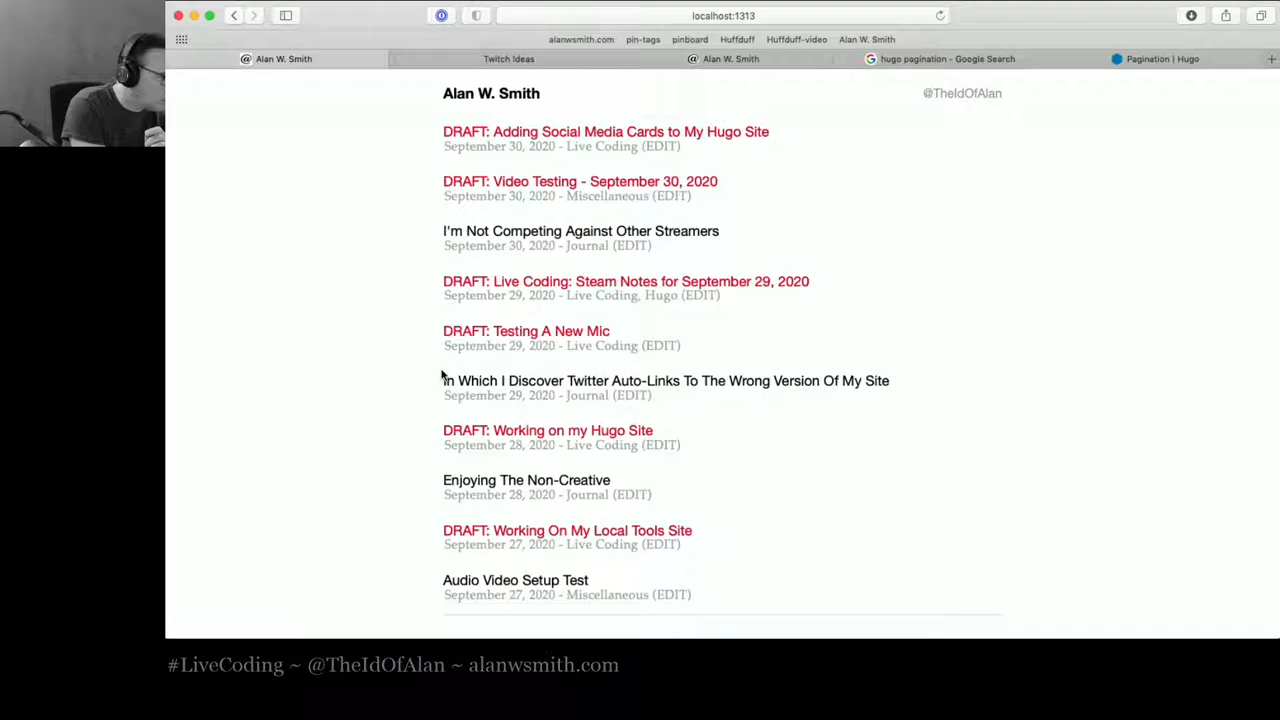 localhost:1313
alanwsmith.com pin-tags pinboard Huffduff Huffduff-video Alan W. Smith
@ Alan W. Smith Twitch Ideas @ Alan W. Smith G hugo pagination - Google Search Pagination | Hugo
Alan W. Smith @TheIdOfAlan
DRAFT: Adding Social Media Cards to My Hugo Site
September 30, 2020 - Live Coding (EDIT)
DRAFT: Video Testing - September 30, 2020
September 30, 2020 - Miscellaneous (EDIT)
I'm Not Competing Against Other Streamers
September 30, 2020 - Journal (EDIT)
DRAFT: Live Coding: Steam Notes for September 29, 2020
September 29, 2020 - Live Coding, Hugo (EDIT)
DRAFT: Testing A New Mic
September 29, 2020 - Live Coding (EDIT)
In Which I Discover Twitter Auto-Links To The Wrong Version Of My Site
September 29, 2020 - Journal (EDIT)
DRAFT: Working on my Hugo Site
September 28, 2020 - Live Coding (EDIT)
Enjoying The Non-Creative
September 28, 2020 - Journal (EDIT)
DRAFT: Working On My Local Tools Site
September 27, 2020 - Live Coding (EDIT)
Audio Video Setup Test
September 27, 2020 - Miscellaneous (EDIT)
#LiveCoding ~ @TheIdOfAlan ~ alanwsmith.com